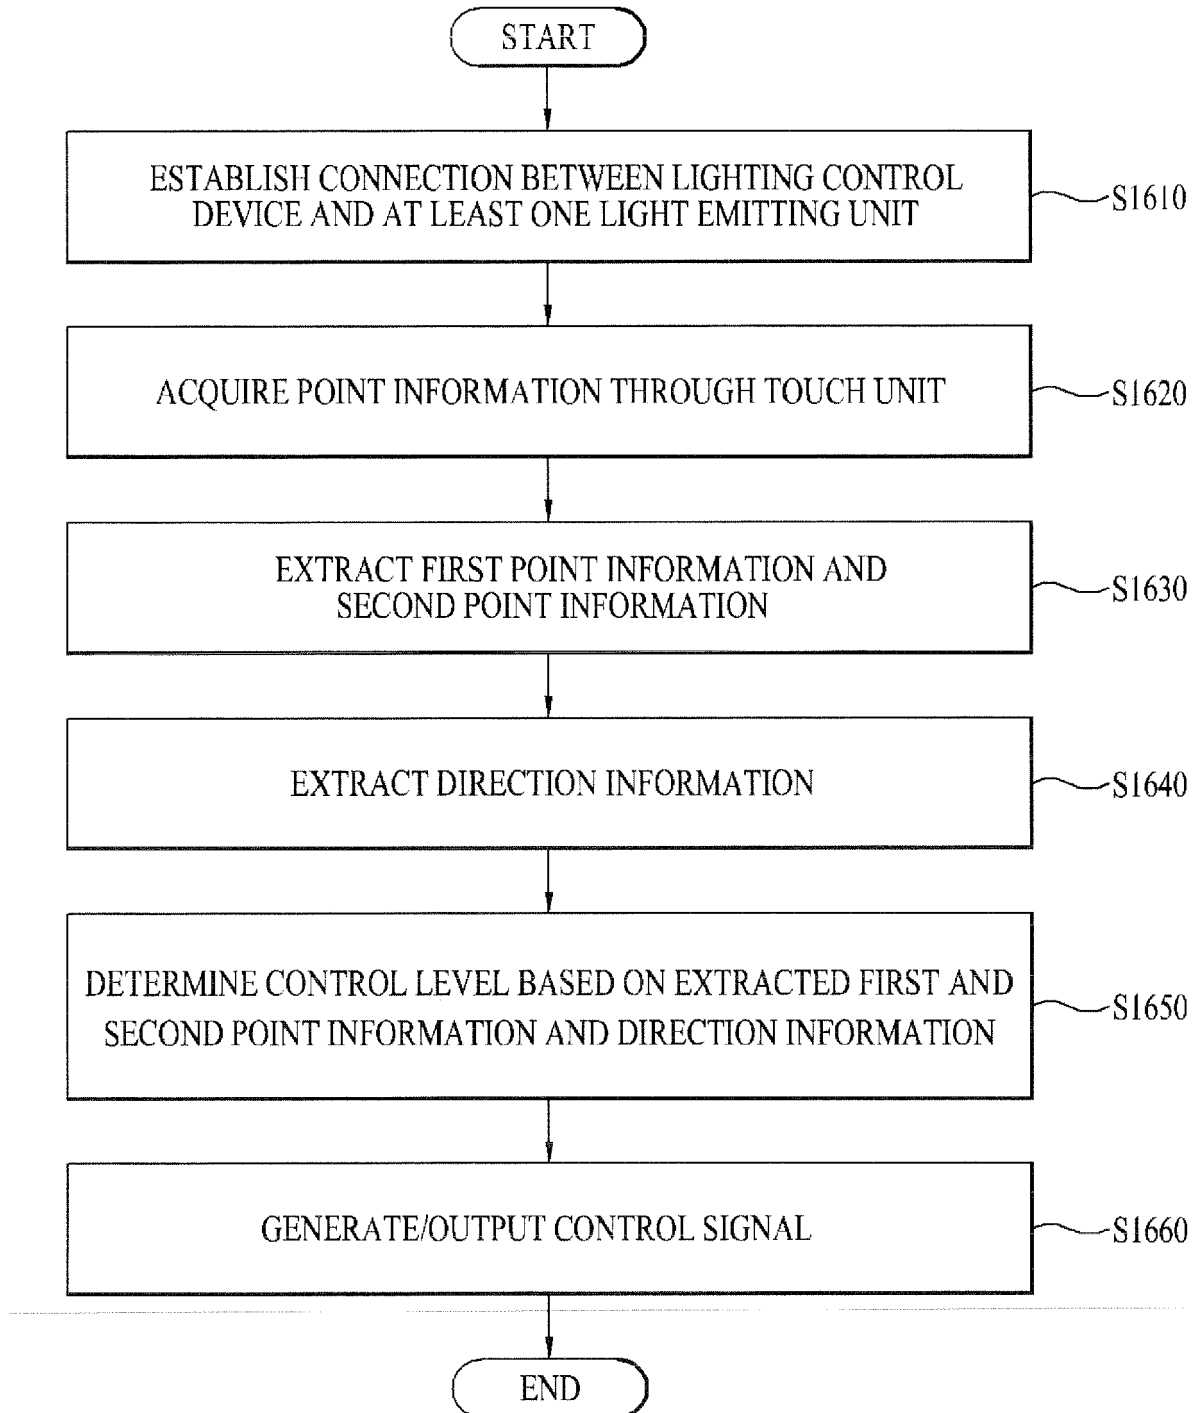 START
ESTABLISH CONNECTION BETWEEN LIGHTING CONTROL
DEVICE AND AT LEAST ONE LIGHT EMITTING UNIT
S1610
ACQUIRE POINT INFORMATION THROUGH TOUCH UNIT
S1620
EXTRACT FIRST POINT INFORMATION AND
SECOND POINT INFORMATION
S1630
EXTRACT DIRECTION INFORMATION
S1640
DETERMINE CONTROL LEVEL BASED ON EXTRACTED FIRST AND
SECOND POINT INFORMATION AND DIRECTION INFORMATION
S1650
GENERATE/OUTPUT CONTROL SIGNAL
S1660
END